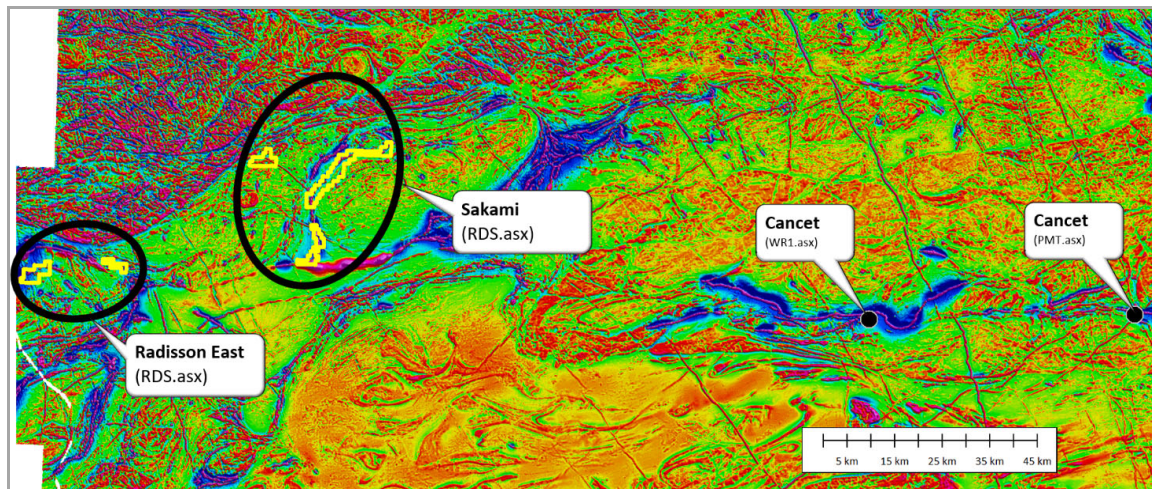 Sakami
(RDS.asx)
Cancet
(WR1.asx)
Cancet
(PMT.asx)
Radisson East
(RDS.asx)
5 km 15 km 25 km 35 km 45 km